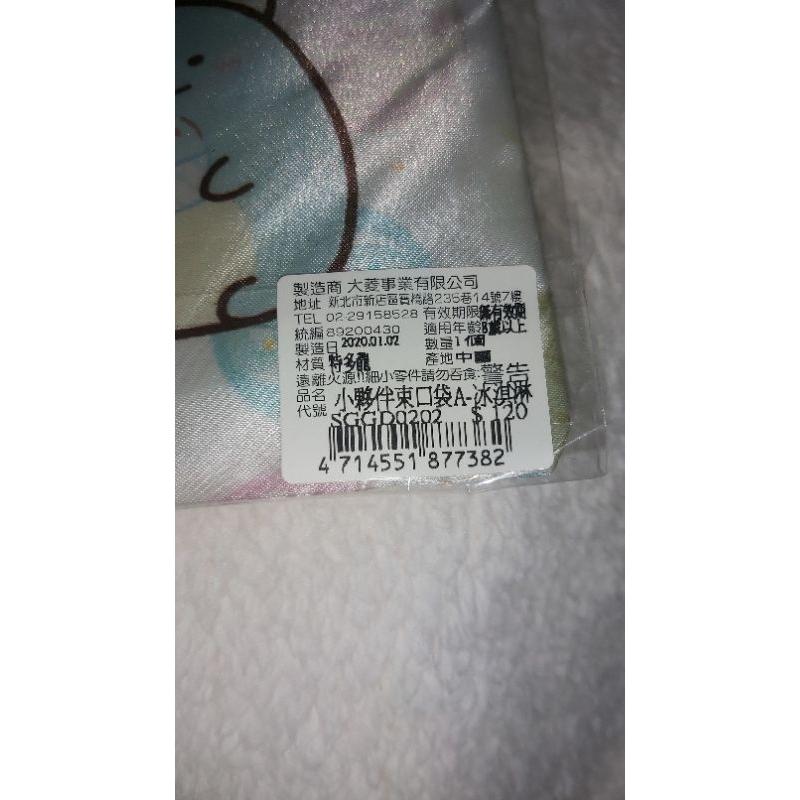 製造商 大菱事業有限公司
地址 新北市新店區寶橋路235巷14號7樓
TEL 02-29158528 有效期限 無有效期
統編 89200430 適用年齡 8歲以上
製造日 2020.01.02 數量 1個
材質 特多龍 產地 中國
遠離火源!!細小零件請勿吞食: 警告
品名 小夥伴束口袋A-冰淇淋
代號 SGGD0202 $ 120
4 714551 877382